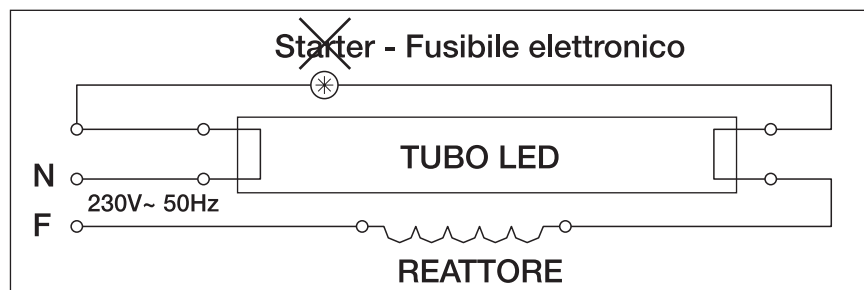 Starter - Fusibile elettronico
TUBO LED
N
230V~ 50Hz
F
REATTORE